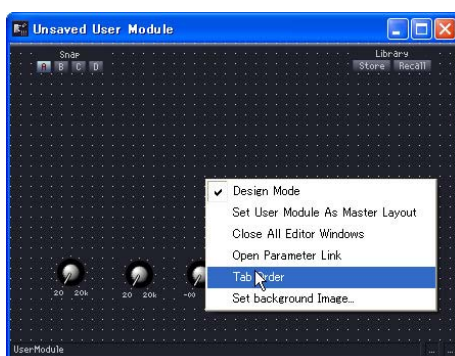 Unsaved User Module
Snap
A B C D
Library
Store Recall
Design Mode
Set User Module As Master Layout
Close All Editor Windows
Open Parameter Link
Tab Order
Set background Image...
20 20k
20 20k
-oo
UserModule